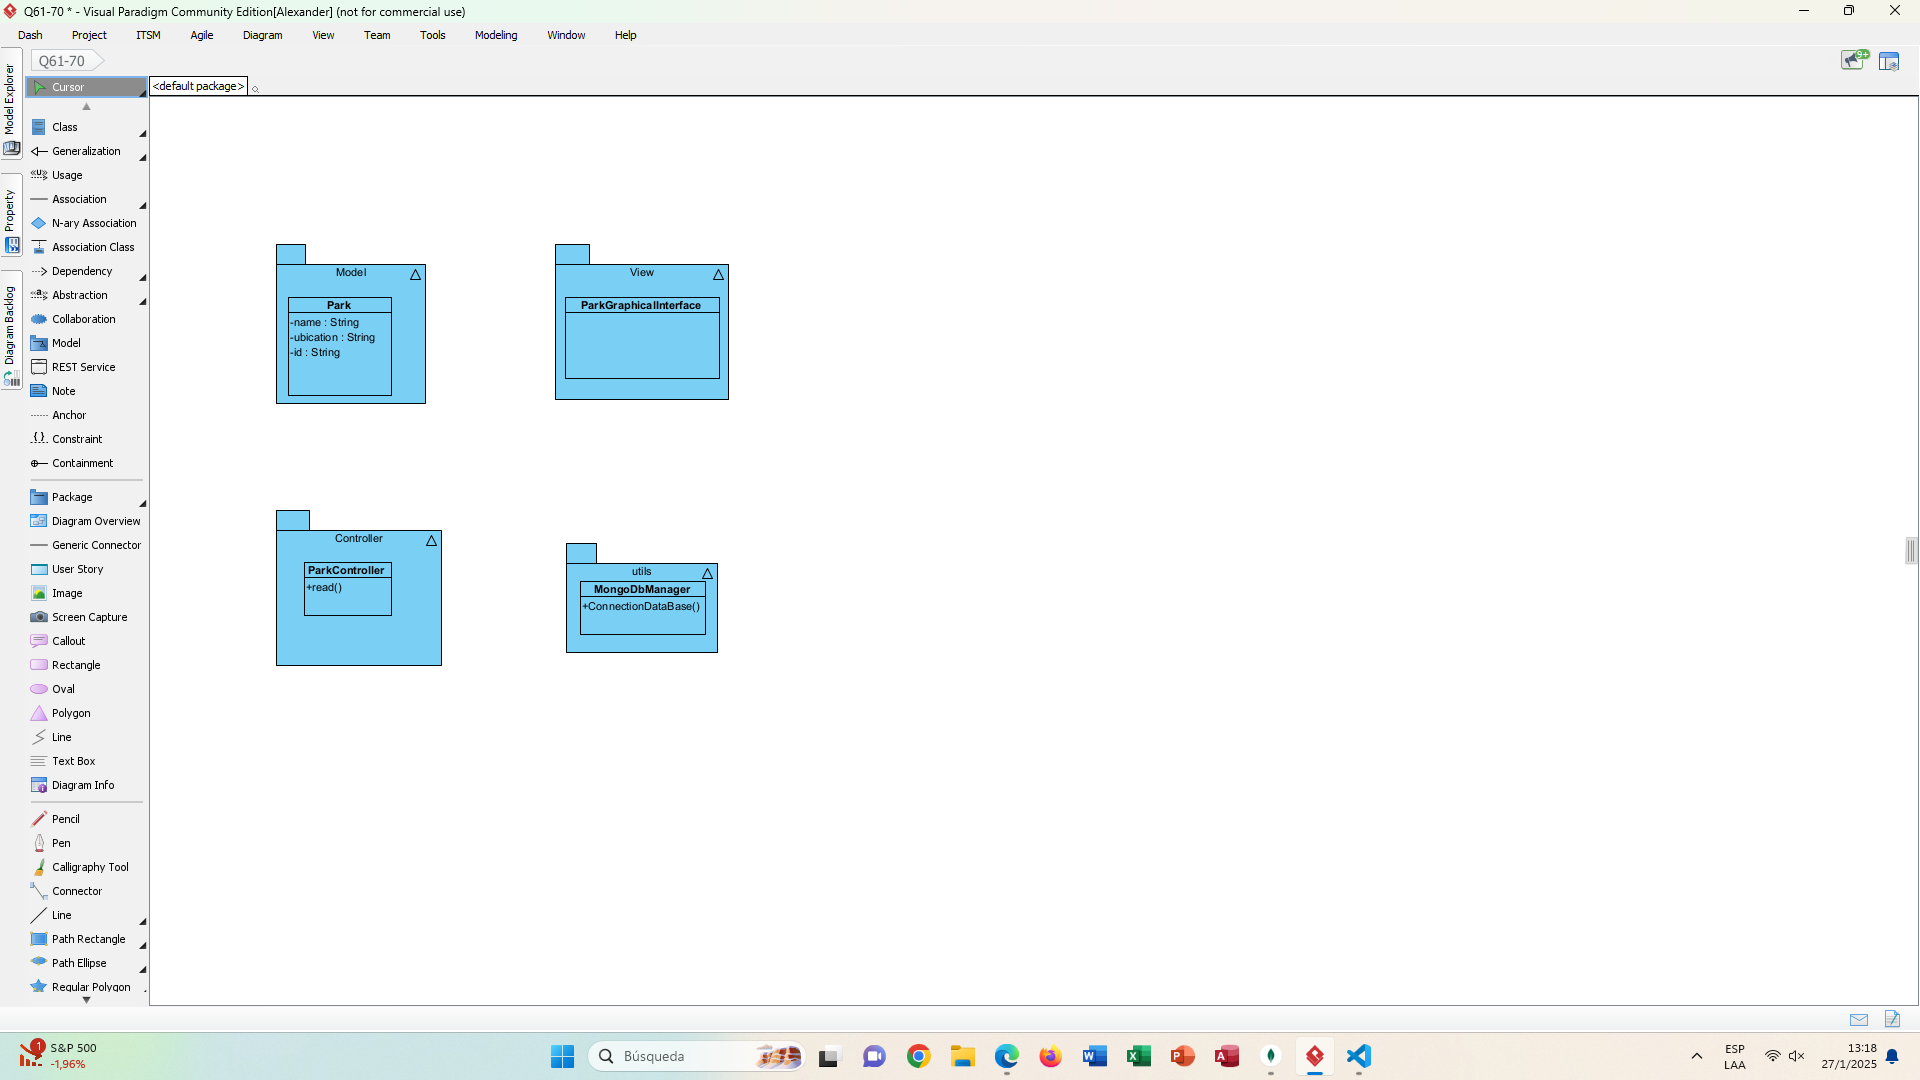 Q61-70 * - Visual Paradigm Community Edition[Alexander] (not for commercial use)
Dash Project ITSM Agile Diagram View Team Tools Modeling Window Help
Q61-70
9+
Model Explorer
Property
Diagram Backlog
Cursor
Class
Generalization
Usage
Association
N-ary Association
Association Class
Dependency
Abstraction
Collaboration
Model
REST Service
Note
Anchor
Constraint
Containment
Package
Diagram Overview
Generic Connector
User Story
Image
Screen Capture
Callout
Rectangle
Oval
Polygon
Line
Text Box
Diagram Info
Pencil
Pen
Calligraphy Tool
Connector
Line
Path Rectangle
Path Ellipse
Regular Polygon
<default package>
Model
Park
-name : String
-ubication : String
-id : String
View
ParkGraphicalInterface
Controller
ParkController
+read()
utils
MongoDbManager
+ConnectionDataBase()
1
S&P 500
-1,96%
Búsqueda
ESP
LAA
13:18
27/1/2025